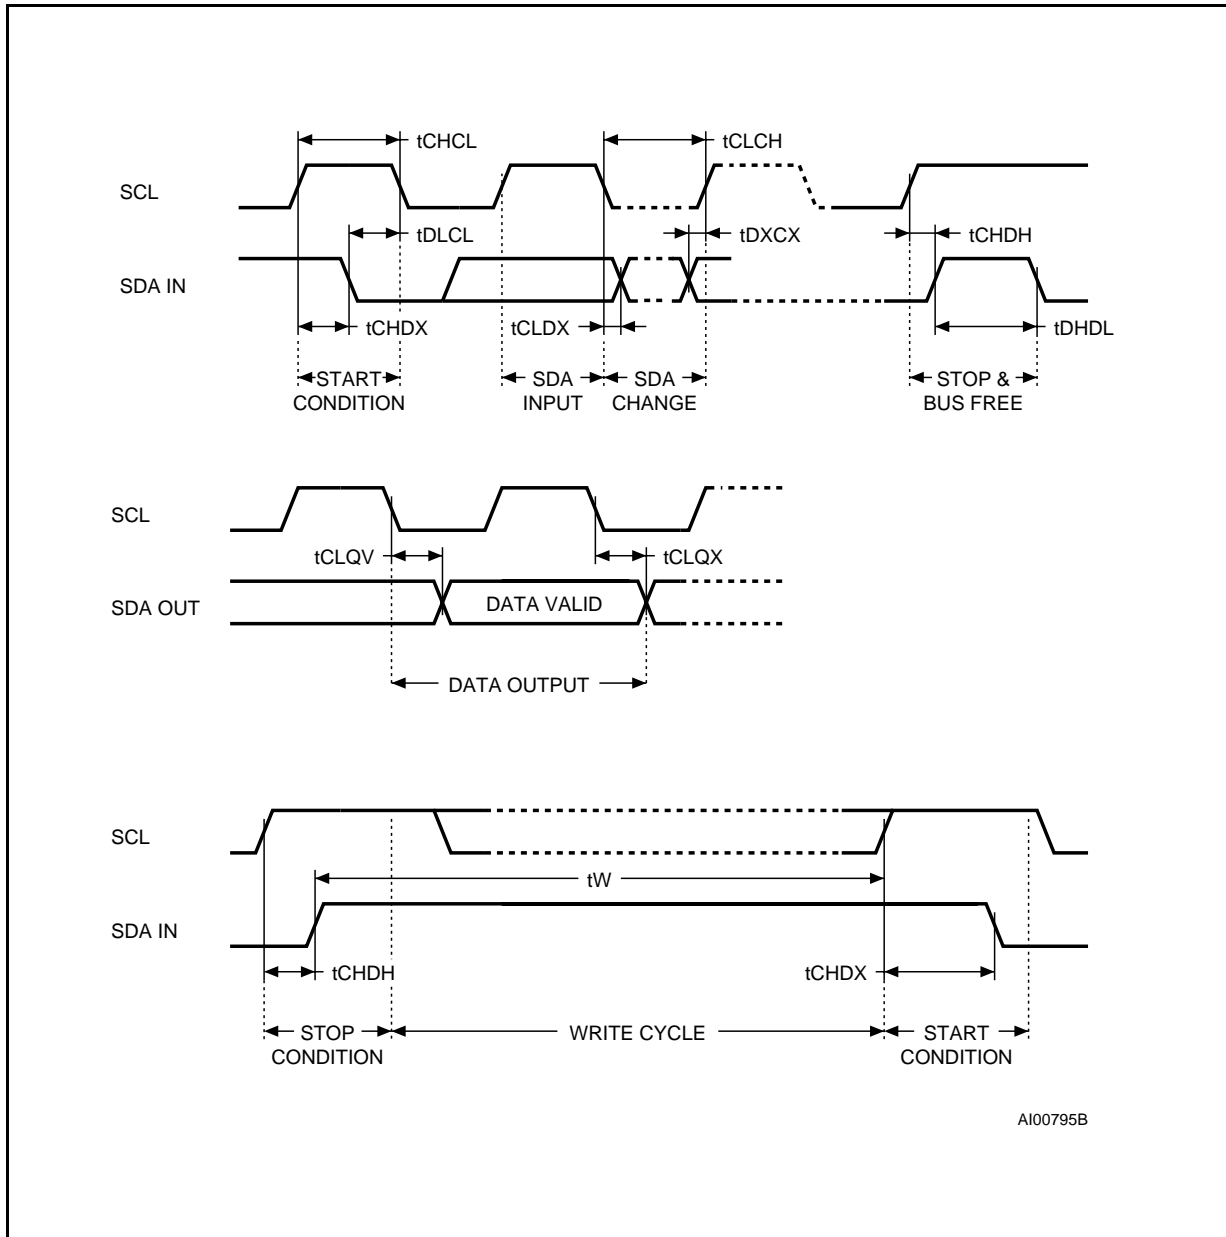 tCHCL
tCLCH
SCL
tDLCL
tDXCX
tCHDH
SDA IN
tCHDX
tCLDX
tDHDL
START
CONDITION
SDA
INPUT
SDA
CHANGE
STOP &
BUS FREE
SCL
tCLQV
tCLQX
SDA OUT
DATA VALID
DATA OUTPUT
SCL
tW
SDA IN
tCHDH
tCHDX
STOP
CONDITION
WRITE CYCLE
START
CONDITION
AI00795B